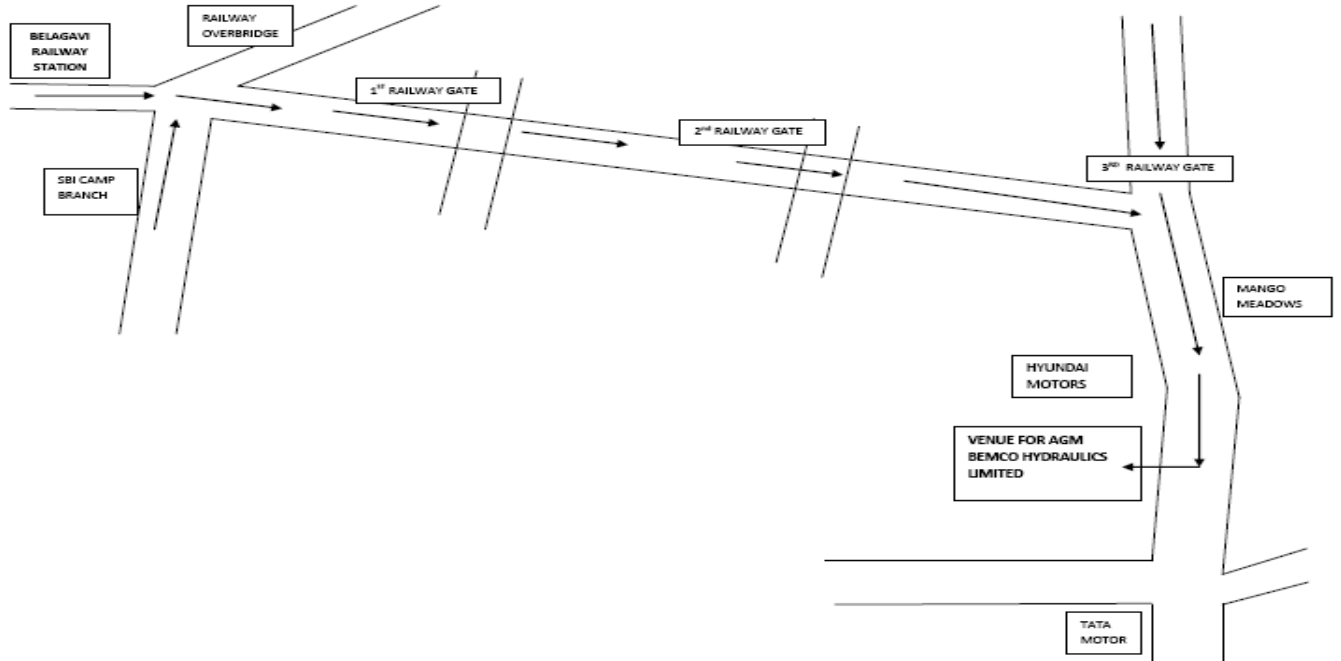 RAILWAY
OVERBRIDGE
BELAGAVI
RAILWAY
STATION
1ST RAILWAY GATE
2nd RAILWAY GATE
3RD RAILWAY GATE
SBI CAMP
BRANCH
MANGO
MEADOWS
HYUNDAI
MOTORS
VENUE FOR AGM
BEMCO HYDRAULICS
LIMITED
TATA
MOTOR